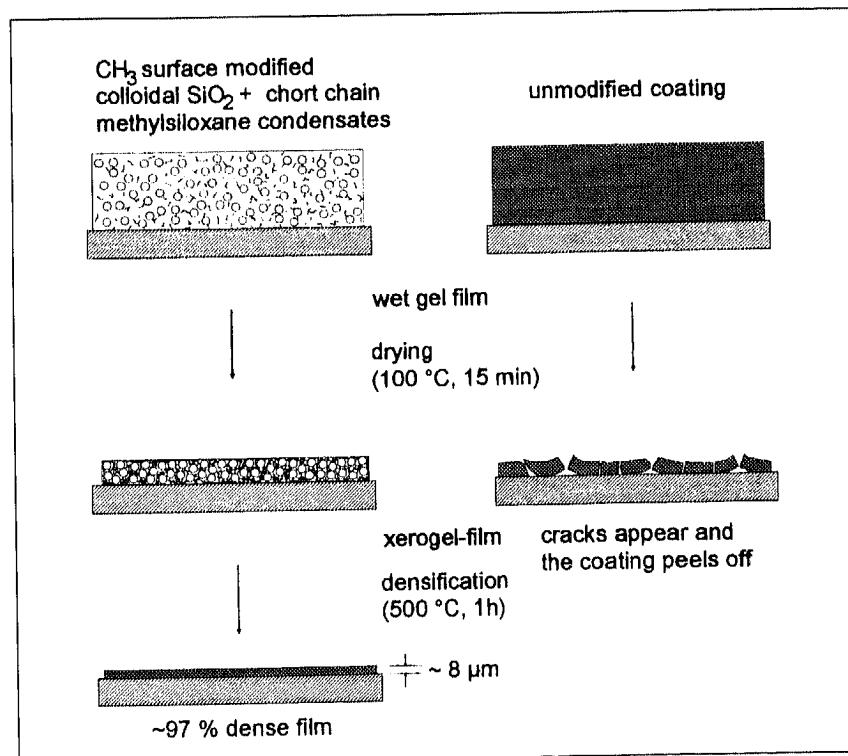 CH3 surface modified
colloidal SiO2 + chort chain
methylsiloxane condensates
unmodified coating
wet gel film
drying
(100 °C, 15 min)
xerogel-film
densification
(500 °C, 1h)
cracks appear and
the coating peels off
~ 8 µm
~97 % dense film